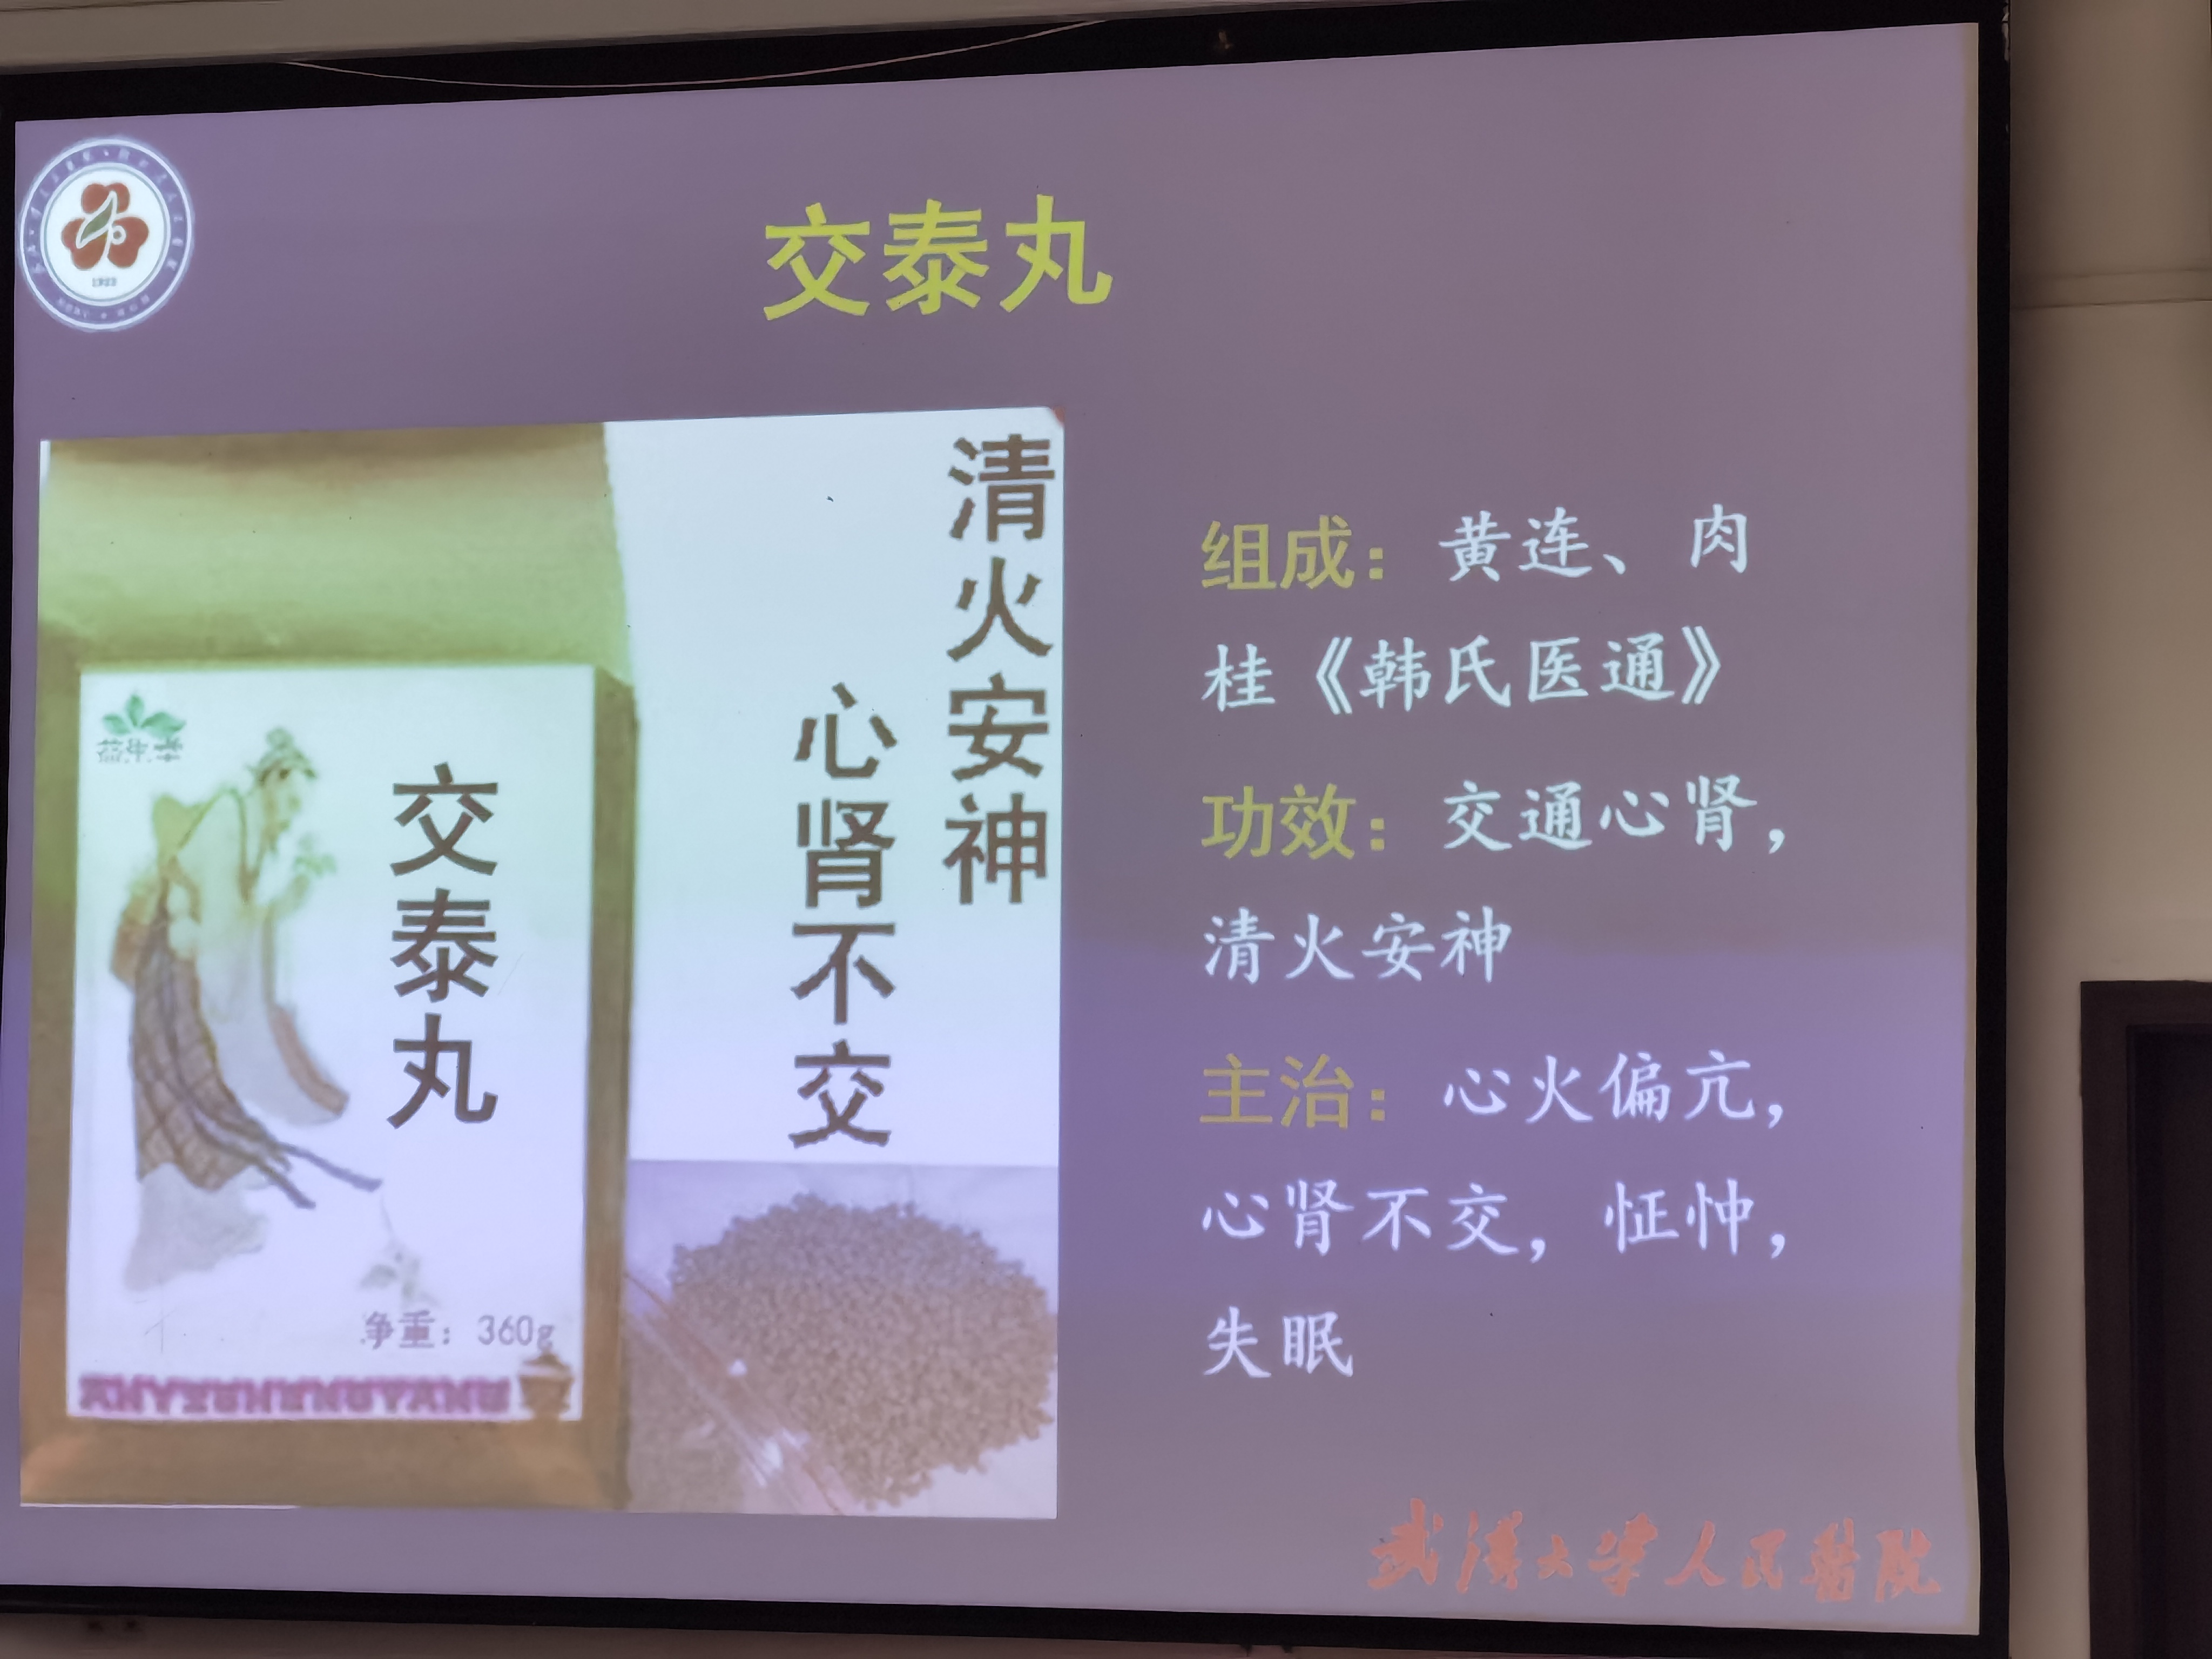 1923
交泰丸
清火安神
心肾不交
交泰丸
净重：360g
组成：黄连、肉
桂《韩氏医通》
功效：交通心肾，
清火安神
主治：心火偏亢，
心肾不交，怔忡，
失眠
武漢大学人民醫院